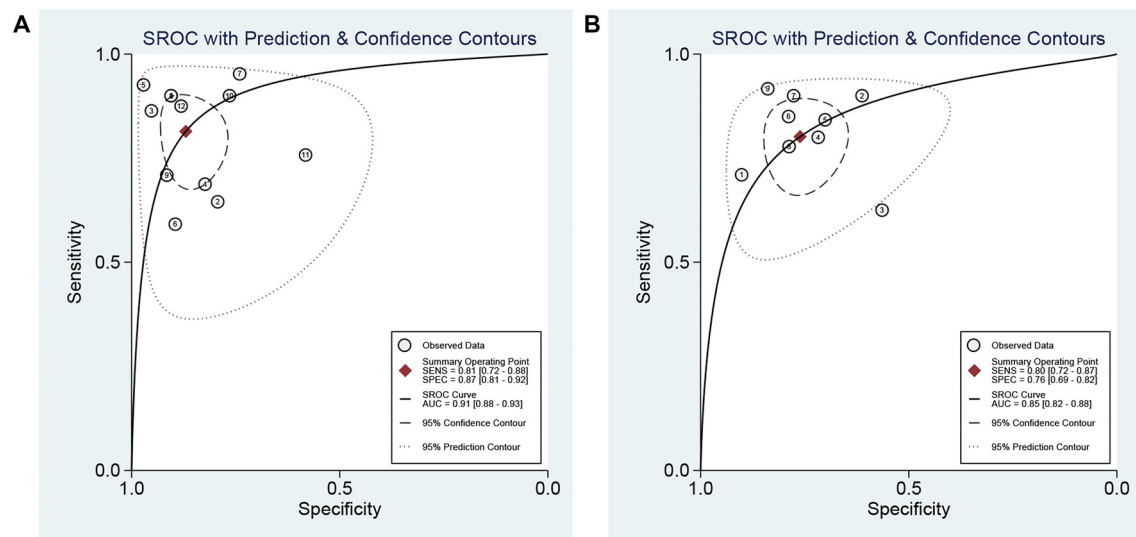 A
SROC with Prediction & Confidence Contours
1.0
0.5
0.0
Sensitivity
5
3
12
7
10
11
9
4
2
6
1.0
0.5
0.0
Specificity
Observed Data
Summary Operating Point
SENS = 0.81 [0.72 - 0.88]
SPEC = 0.87 [0.81 - 0.92]
SROC Curve
AUC = 0.91 [0.88 - 0.93]
95% Confidence Contour
95% Prediction Contour
B
SROC with Prediction & Confidence Contours
1.0
0.5
0.0
Sensitivity
9
7
2
6
5
4
8
1
3
1.0
0.5
0.0
Specificity
Observed Data
Summary Operating Point
SENS = 0.80 [0.72 - 0.87]
SPEC = 0.76 [0.69 - 0.82]
SROC Curve
AUC = 0.85 [0.82 - 0.88]
95% Confidence Contour
95% Prediction Contour